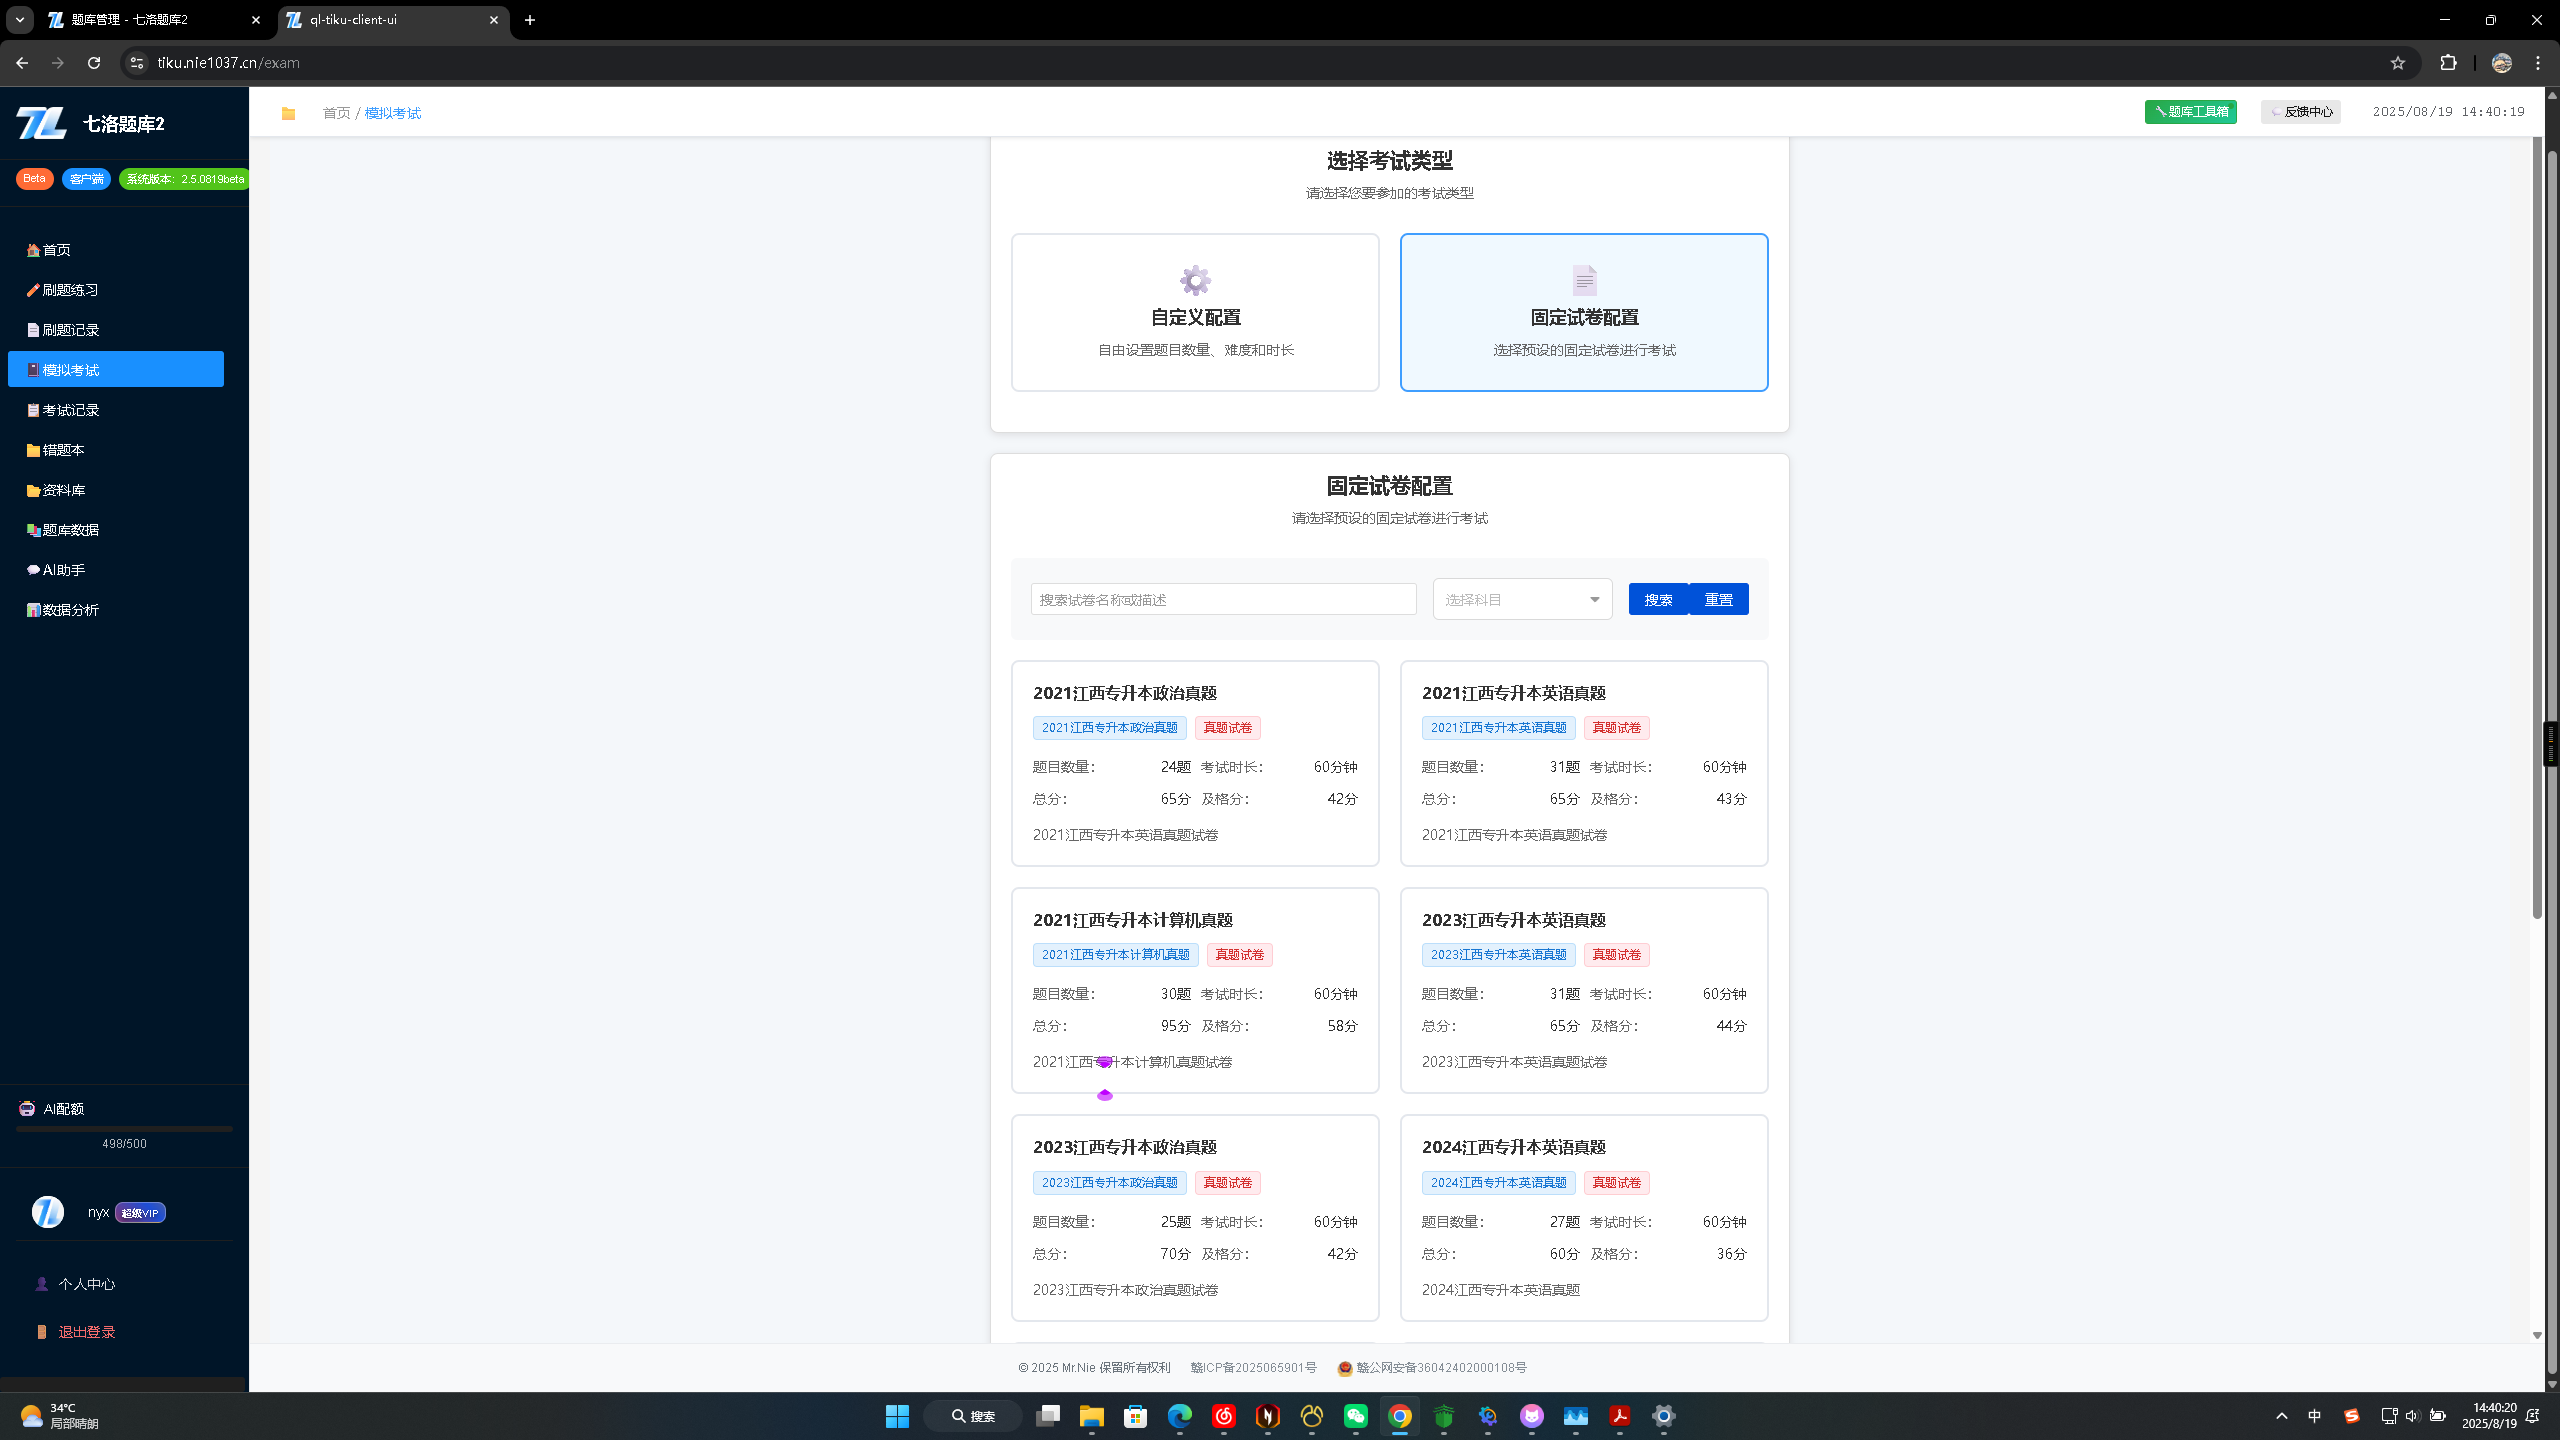 题库管理 - 七洛题库2
ql-tiku-client-ui
tiku.nie1037.cn/exam
七洛题库2
首页 / 模拟考试
题库工具箱
反馈中心
2025/08/19 14:40:19
Beta
客户端
系统版本：2.5.0819beta
首页
刷题练习
刷题记录
模拟考试
考试记录
错题本
资料库
题库数据
AI助手
数据分析
AI配额
498/500
nyx 超级VIP
个人中心
退出登录
选择考试类型
请选择您要参加的考试类型
自定义配置
自由设置题目数量、难度和时长
固定试卷配置
选择预设的固定试卷进行考试
固定试卷配置
请选择预设的固定试卷进行考试
搜索试卷名称或描述
选择科目
搜索
重置
2021江西专升本政治真题
2021江西专升本政治真题 真题试卷
题目数量： 24题 考试时长： 60分钟
总分： 65分 及格分： 42分
2021江西专升本英语真题试卷
2021江西专升本英语真题
2021江西专升本英语真题 真题试卷
题目数量： 31题 考试时长： 60分钟
总分： 65分 及格分： 43分
2021江西专升本英语真题试卷
2021江西专升本计算机真题
2021江西专升本计算机真题 真题试卷
题目数量： 30题 考试时长： 60分钟
总分： 95分 及格分： 58分
2021江西专升本计算机真题试卷
2023江西专升本英语真题
2023江西专升本英语真题 真题试卷
题目数量： 31题 考试时长： 60分钟
总分： 65分 及格分： 44分
2023江西专升本英语真题试卷
2023江西专升本政治真题
2023江西专升本政治真题 真题试卷
题目数量： 25题 考试时长： 60分钟
总分： 70分 及格分： 42分
2023江西专升本政治真题试卷
2024江西专升本英语真题
2024江西专升本英语真题 真题试卷
题目数量： 27题 考试时长： 60分钟
总分： 60分 及格分： 36分
2024江西专升本英语真题
© 2025 Mr.Nie 保留所有权利 赣ICP备2025065901号 赣公网安备36042402000108号
34°C
局部晴朗
搜索
中
14:40:20
2025/8/19